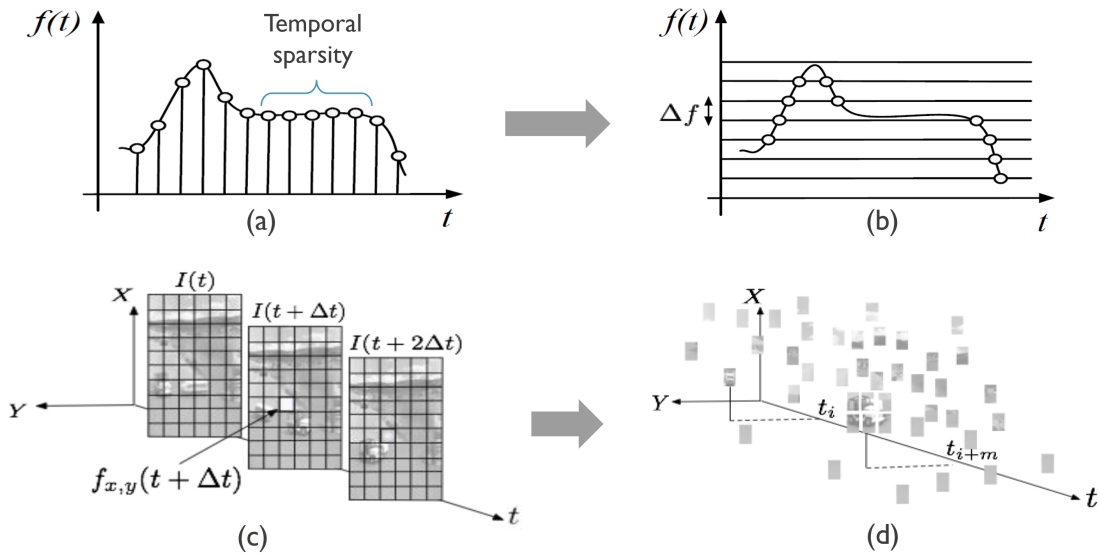 f(t)
Temporal
sparsity
t
(a)
f(t)
Δf
t
(b)
X
I(t)
I(t + Δt)
I(t + 2Δt)
Y
f_{x,y}(t + Δt)
t
(c)
X
Y
t_i
t_{i+m}
t
(d)